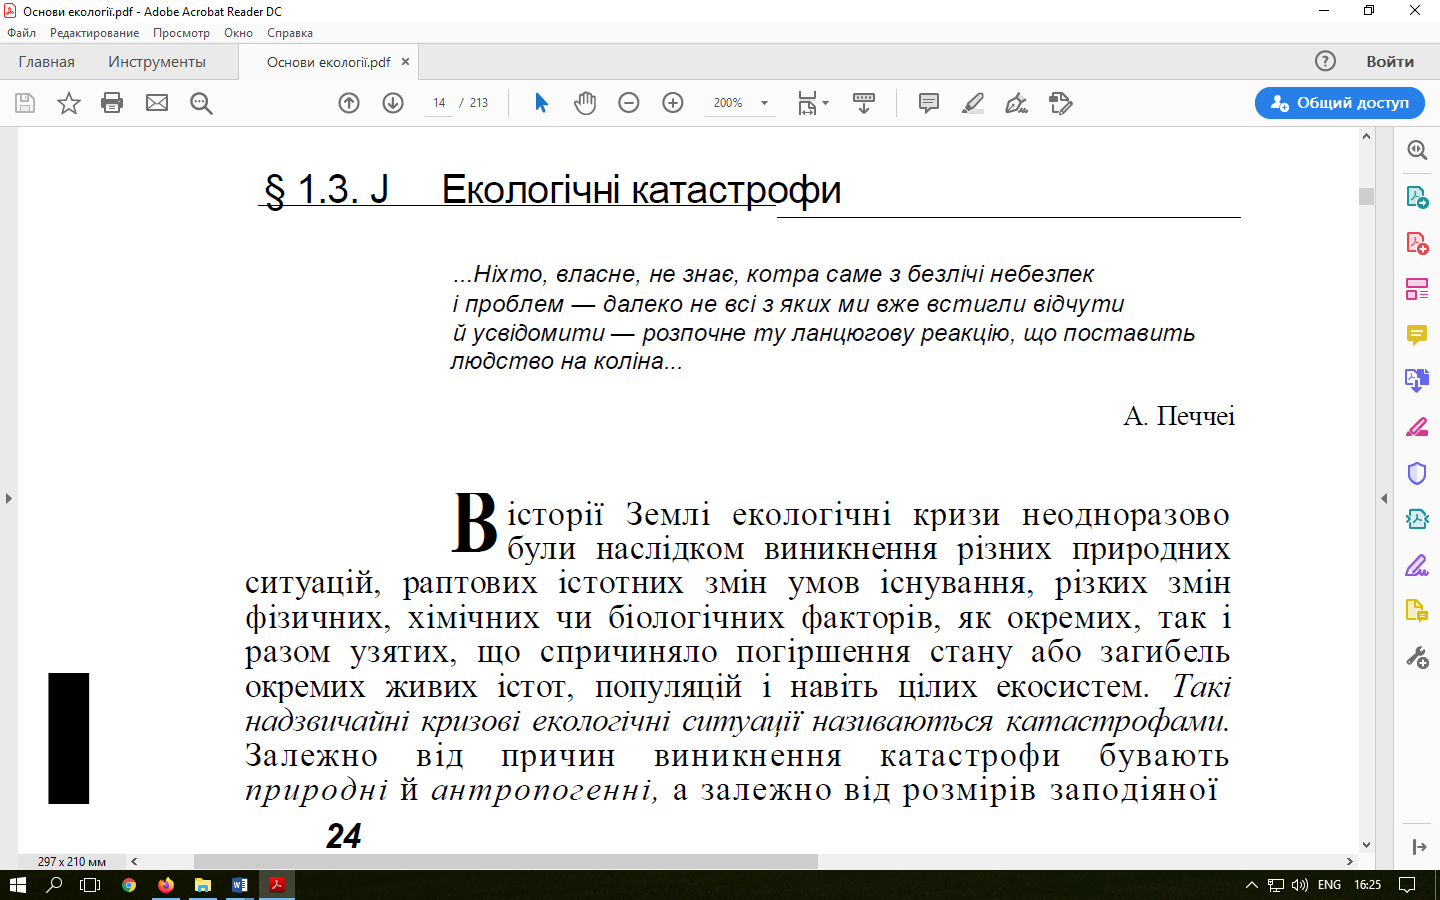 Основи екології.pdf - Adobe Acrobat Reader DC
Файл Редактирование Просмотр Окно Справка
Главная Инструменты Основи екології.pdf × Войти
14 / 213 200% Общий доступ
§ 1.3. J Екологічні катастрофи
...Ніхто, власне, не знає, котра саме з безлічі небезпек
і проблем — далеко не всі з яких ми вже встигли відчути
й усвідомити — розпочне ту ланцюгову реакцію, що поставить
людство на коліна...
А. Печчеі
В історії Землі екологічні кризи неодноразово
були наслідком виникнення різних природних
ситуацій, раптових істотних змін умов існування, різких змін
фізичних, хімічних чи біологічних факторів, як окремих, так і
разом узятих, що спричиняло погіршення стану або загибель
окремих живих істот, популяцій і навіть цілих екосистем. Такі
надзвичайні кризові екологічні ситуації називаються катастрофами.
Залежно від причин виникнення катастрофи бувають
природні й антропогенні, а залежно від розмірів заподіяної
24
297 x 210 мм
ENG 16:25